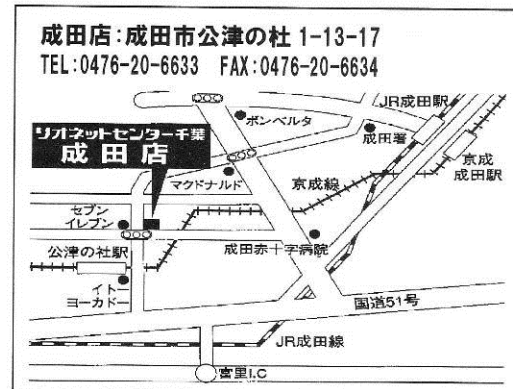 成田店:成田市公津の杜 1-13-17
TEL:0476-20-6633 FAX:0476-20-6634
JR成田駅
ボンベルタ
成田署
リオネットセンター千葉
成田店
京成
成田駅
マクドナルド
京成線
セブン
イレブン
成田赤十字病院
公津の杜駅
イトー
ヨーカドー
国道51号
JR成田線
富里I.C